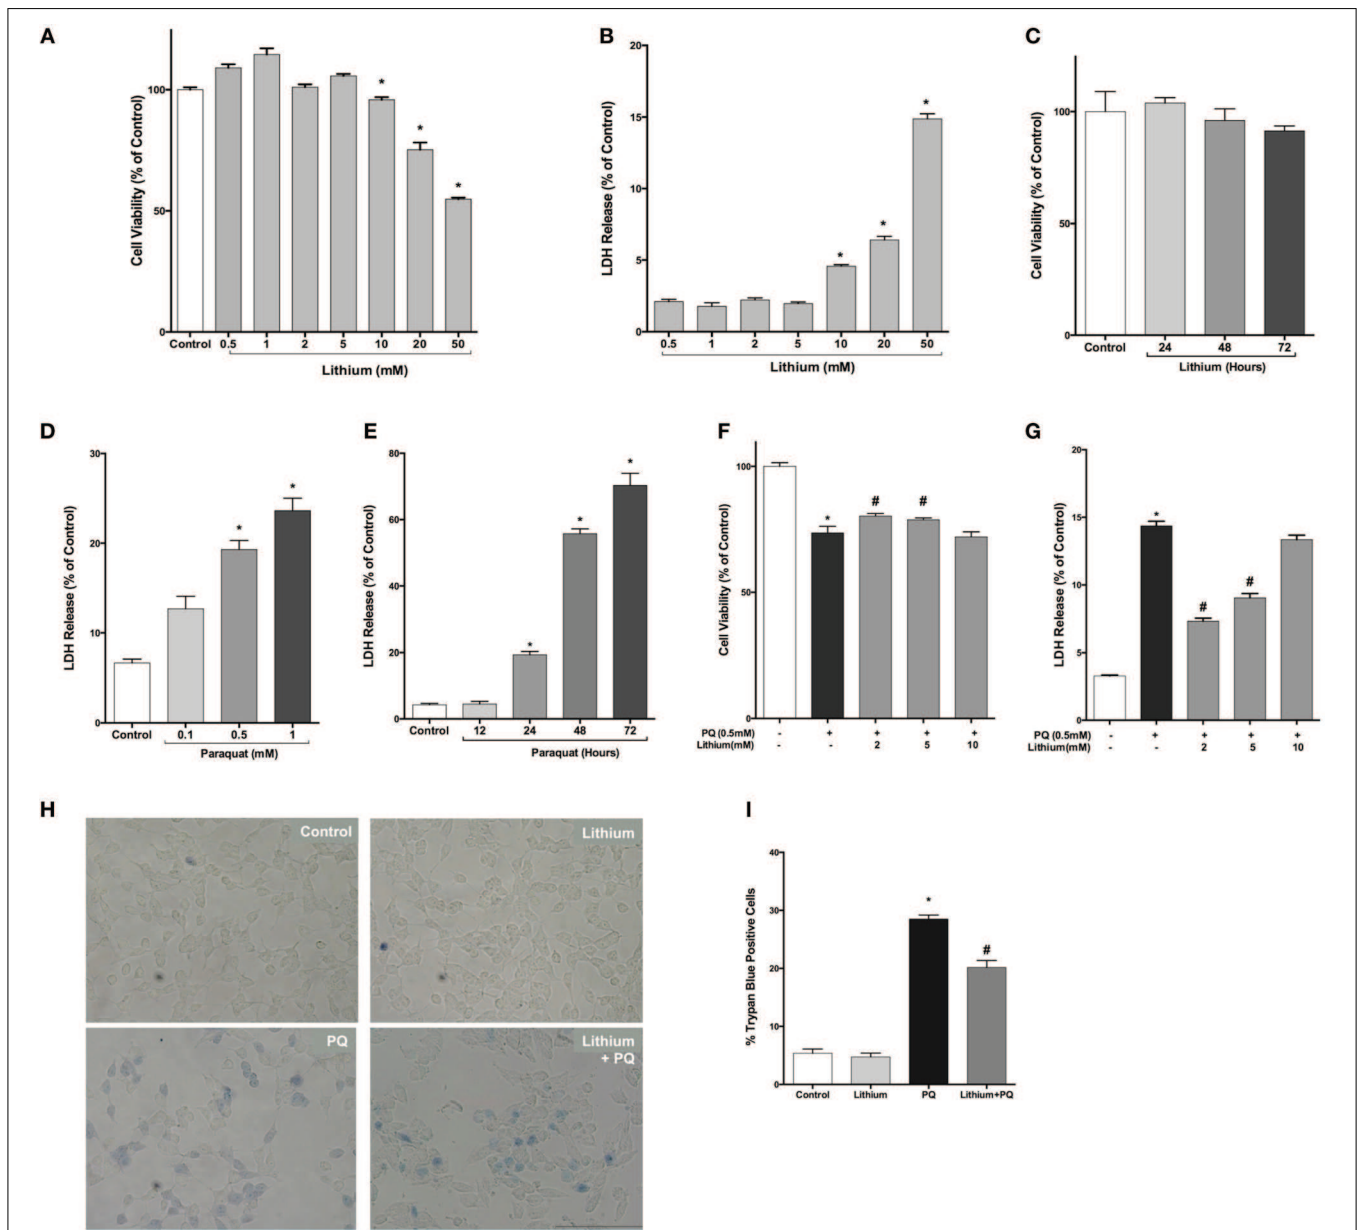 A
Cell Viability (% of Control)
100
50
0
*
*
*
Control 0.5 1 2 5 10 20 50
Lithium (mM)
B
LDH Release (% of Control)
20
15
10
5
0
*
*
*
0.5 1 2 5 10 20 50
Lithium (mM)
C
Cell Viability (% of Control)
100
50
0
Control 24 48 72
Lithium (Hours)
D
LDH Release (% of Control)
30
20
10
0
*
*
Control 0.1 0.5 1
Paraquat (mM)
E
LDH Release (% of Control)
80
60
40
20
0
*
*
*
Control 12 24 48 72
Paraquat (Hours)
F
Cell Viability (% of Control)
100
50
0
* # #
PQ (0.5mM) - + + + +
Lithium(mM) - - 2 5 10
G
LDH Release (% of Control)
20
15
10
5
0
*
#
#
PQ (0.5mM) - + + + +
Lithium(mM) - - 2 5 10
H
Control
Lithium
PQ
Lithium
+ PQ
I
% Trypan Blue Positive Cells
40
30
20
10
0
*
#
Control Lithium PQ Lithium+PQ